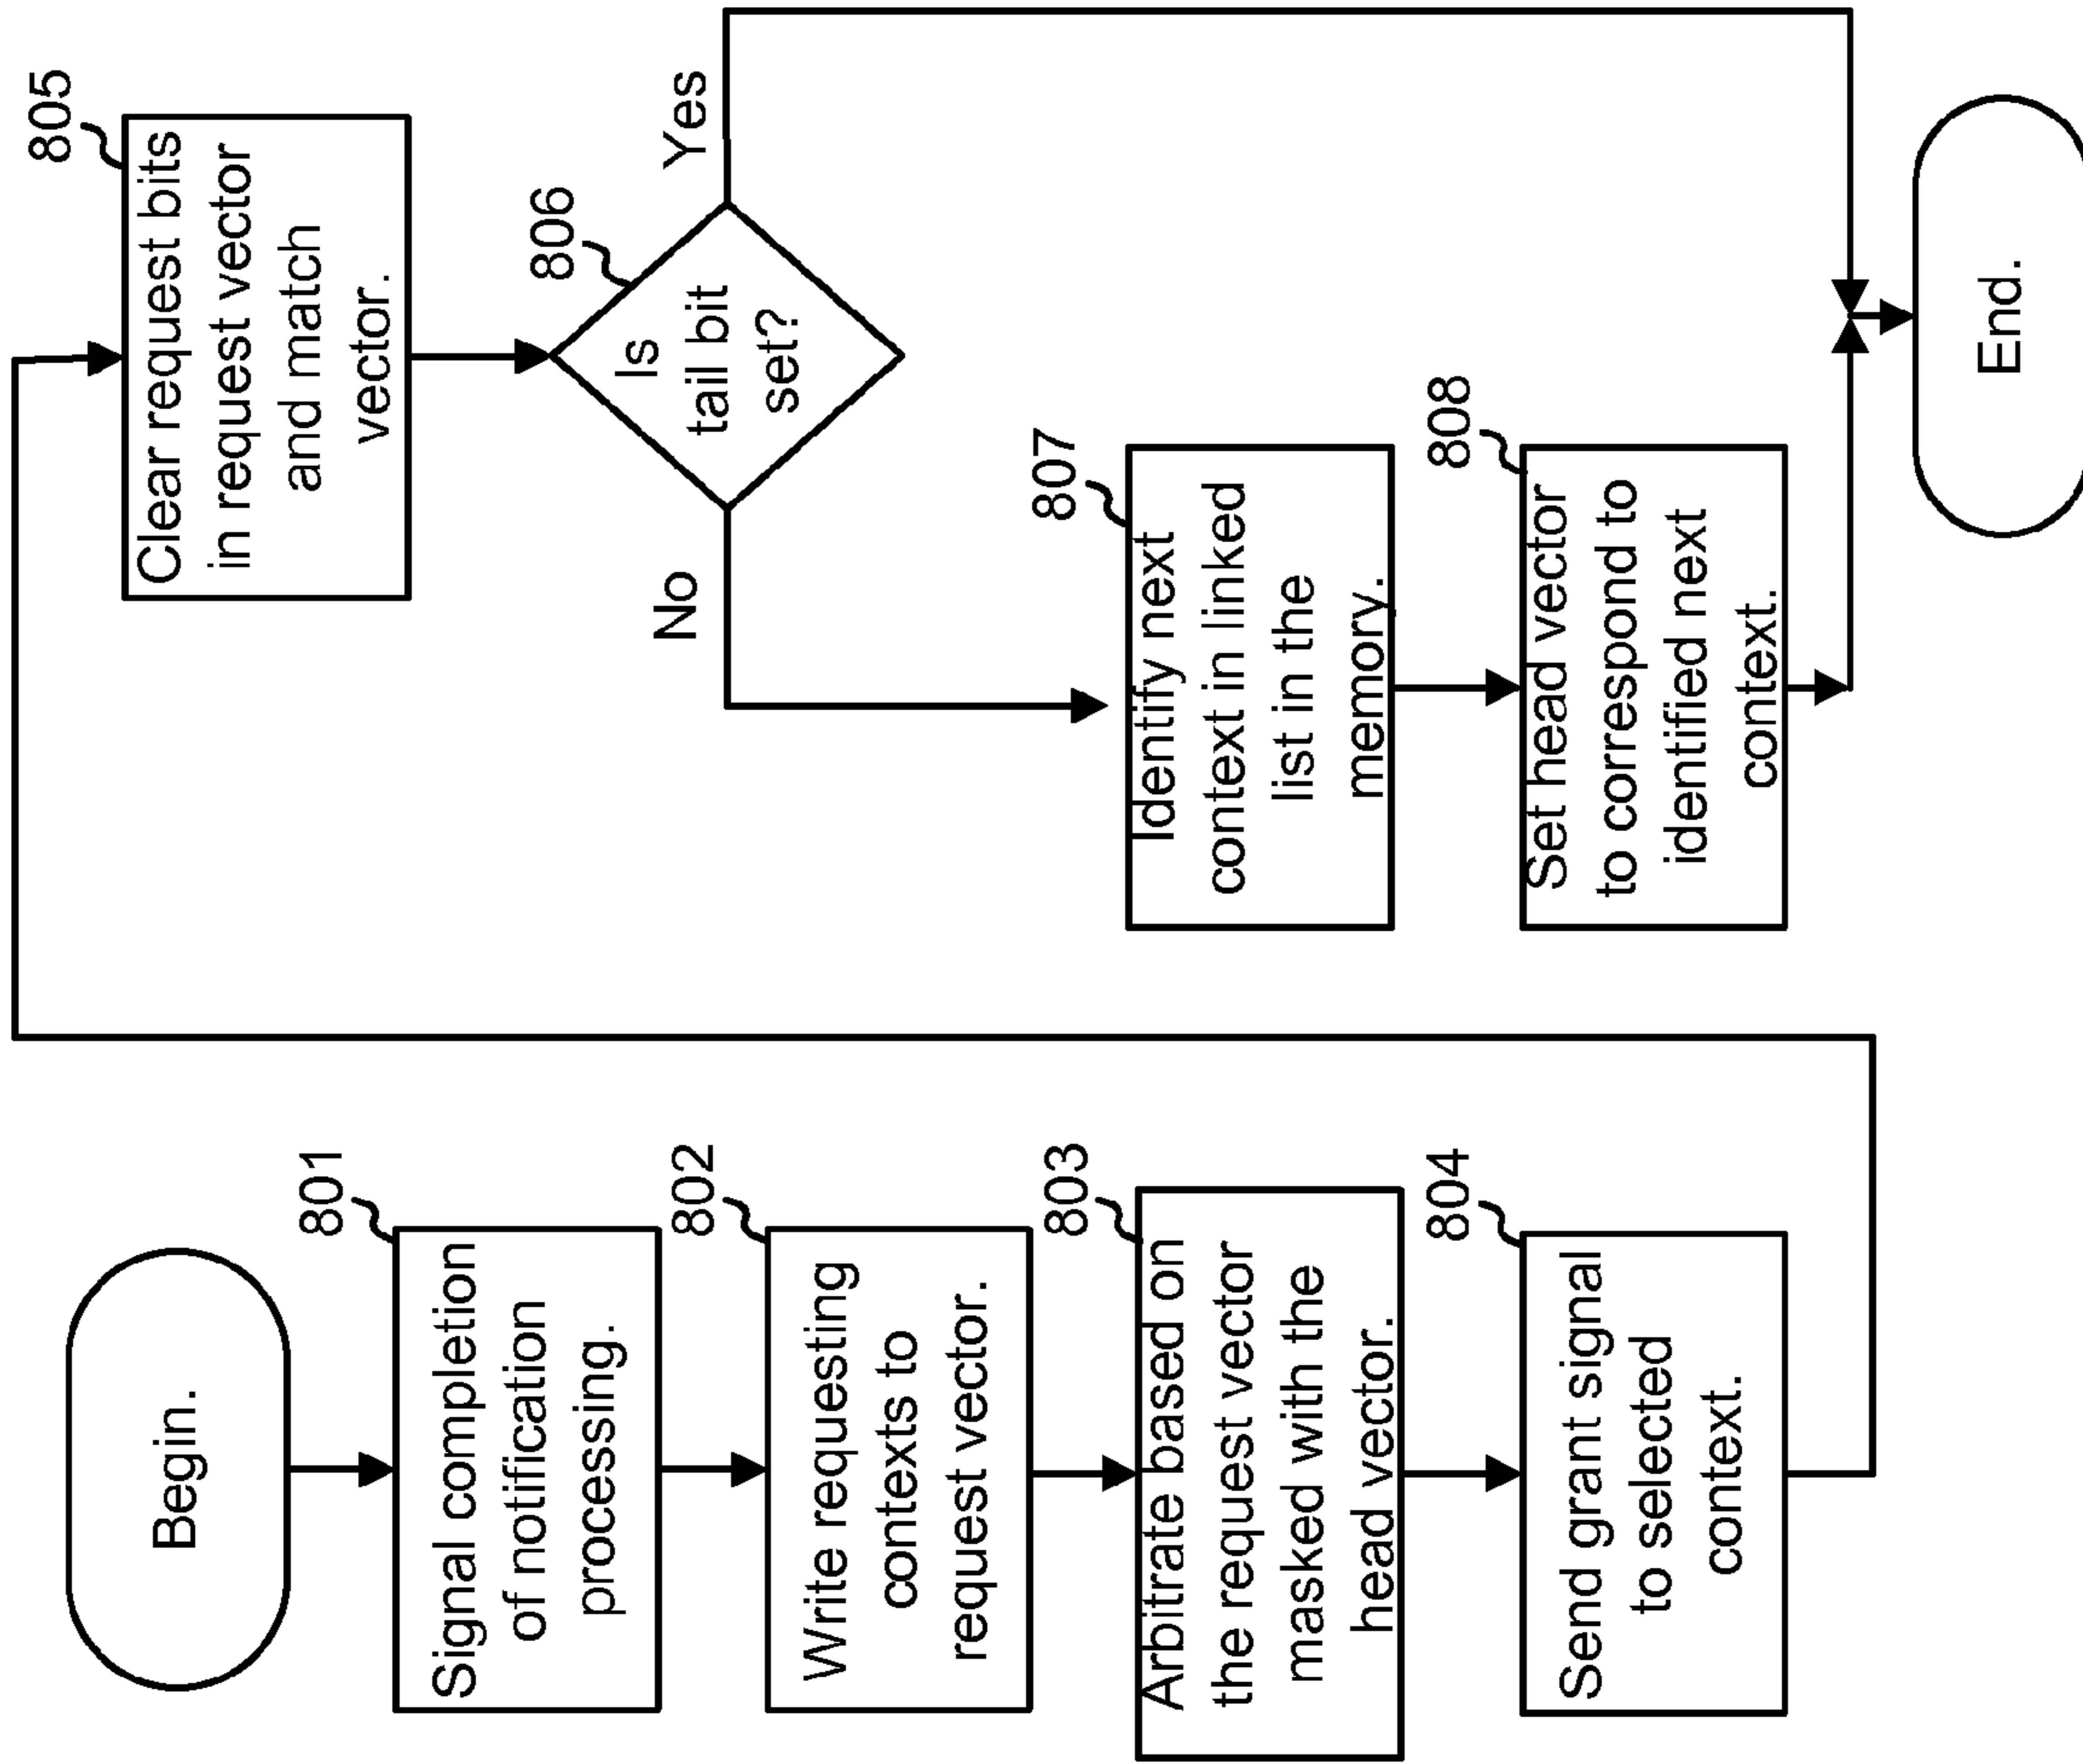 Begin.
801
Signal completion
of notification
processing.
802
Write requesting
contexts to
request vector.
803
Arbitrate based on
the request vector
masked with the
head vector.
804
Send grant signal
to selected
context.
805
Clear request bits
in request vector
and match
vector.
806
Is
tail bit
set?
No
Yes
807
Identify next
context in linked
list in the
memory.
808
Set head vector
to correspond to
identified next
context.
End.